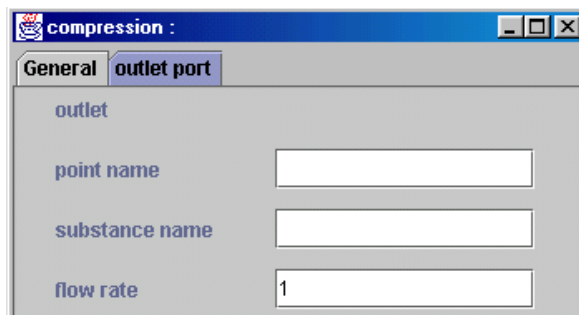 compression :
General outlet port
outlet
point name
substance name
flow rate 1